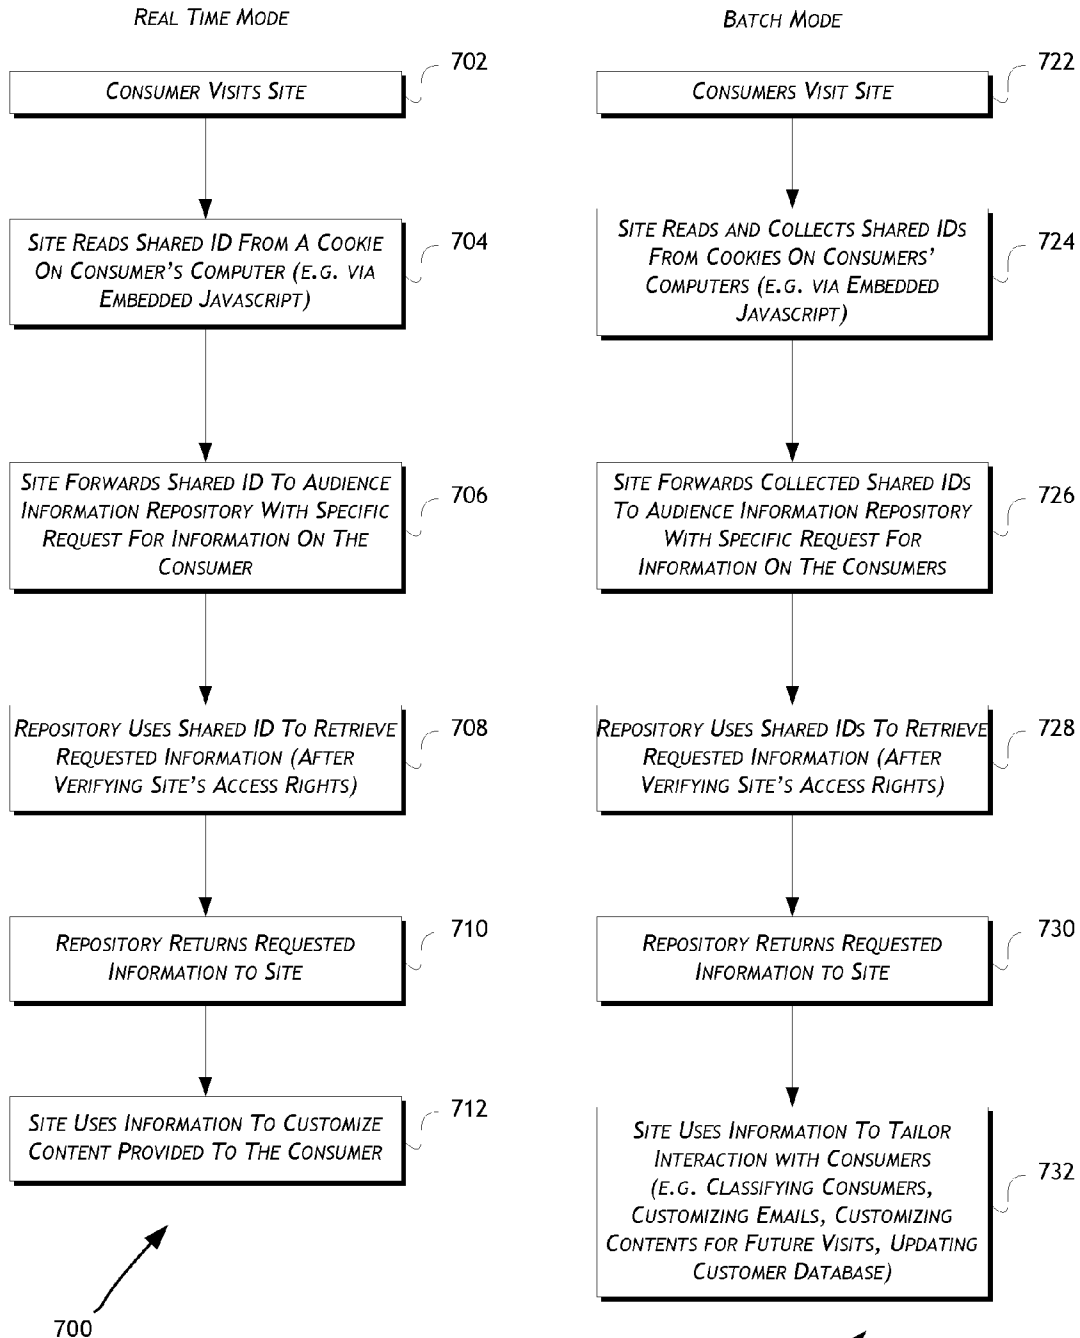 REAL TIME MODE
CONSUMER VISITS SITE
702
SITE READS SHARED ID FROM A COOKIE
ON CONSUMER'S COMPUTER (E.G. VIA
EMBEDDED JAVASCRIPT)
704
SITE FORWARDS SHARED ID TO AUDIENCE
INFORMATION REPOSITORY WITH SPECIFIC
REQUEST FOR INFORMATION ON THE
CONSUMER
706
REPOSITORY USES SHARED ID TO RETRIEVE
REQUESTED INFORMATION (AFTER
VERIFYING SITE'S ACCESS RIGHTS)
708
REPOSITORY RETURNS REQUESTED
INFORMATION TO SITE
710
SITE USES INFORMATION TO CUSTOMIZE
CONTENT PROVIDED TO THE CONSUMER
712
700
BATCH MODE
CONSUMERS VISIT SITE
722
SITE READS AND COLLECTS SHARED IDS
FROM COOKIES ON CONSUMERS'
COMPUTERS (E.G. VIA EMBEDDED
JAVASCRIPT)
724
SITE FORWARDS COLLECTED SHARED IDS
TO AUDIENCE INFORMATION REPOSITORY
WITH SPECIFIC REQUEST FOR
INFORMATION ON THE CONSUMERS
726
REPOSITORY USES SHARED IDS TO RETRIEVE
REQUESTED INFORMATION (AFTER
VERIFYING SITE'S ACCESS RIGHTS)
728
REPOSITORY RETURNS REQUESTED
INFORMATION TO SITE
730
SITE USES INFORMATION TO TAILOR
INTERACTION WITH CONSUMERS
(E.G. CLASSIFYING CONSUMERS,
CUSTOMIZING EMAILS, CUSTOMIZING
CONTENTS FOR FUTURE VISITS, UPDATING
CUSTOMER DATABASE)
732